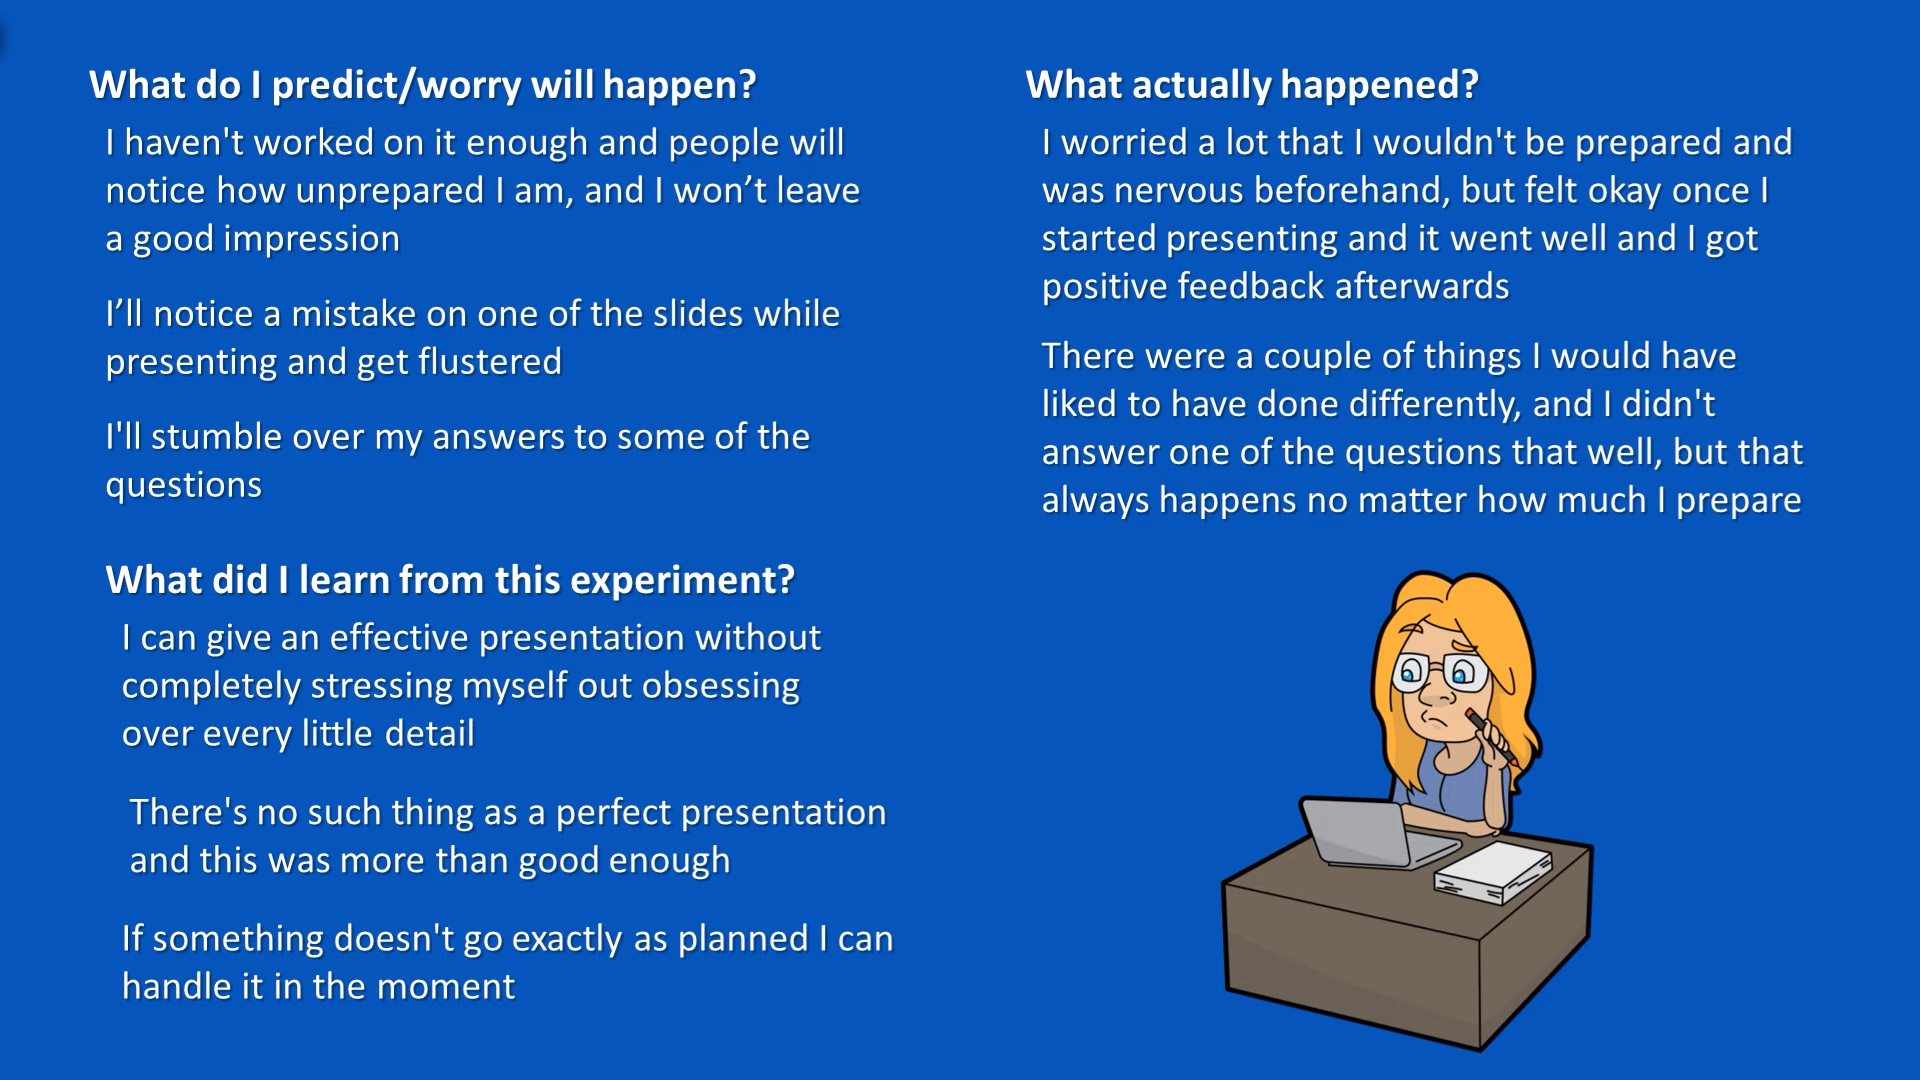 What do I predict/worry will happen?
I haven't worked on it enough and people will
notice how unprepared I am, and I won’t leave
a good impression
I’ll notice a mistake on one of the slides while
presenting and get flustered
I'll stumble over my answers to some of the
questions
What did I learn from this experiment?
I can give an effective presentation without
completely stressing myself out obsessing
over every little detail
There's no such thing as a perfect presentation
and this was more than good enough
If something doesn't go exactly as planned I can
handle it in the moment
What actually happened?
I worried a lot that I wouldn't be prepared and
was nervous beforehand, but felt okay once I
started presenting and it went well and I got
positive feedback afterwards
There were a couple of things I would have
liked to have done differently, and I didn't
answer one of the questions that well, but that
always happens no matter how much I prepare